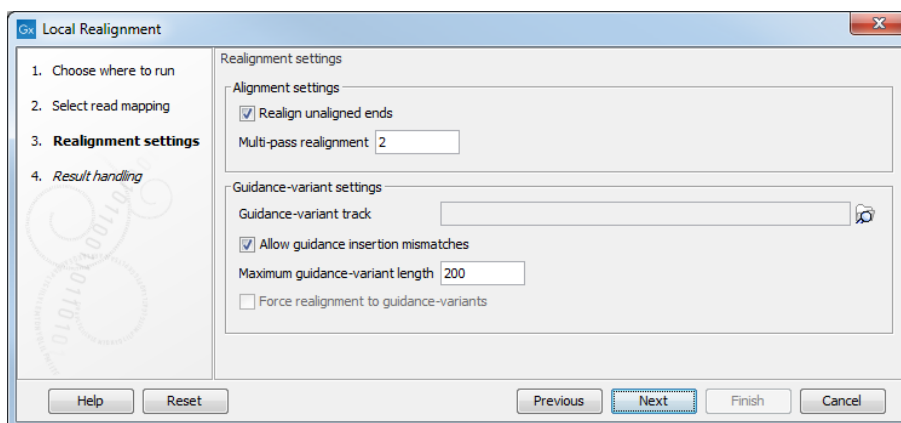 Gx Local Realignment
1. Choose where to run
2. Select read mapping
3. Realignment settings
4. Result handling
Realignment settings
Alignment settings
Realign unaligned ends
Multi-pass realignment 2
Guidance-variant settings
Guidance-variant track
Allow guidance insertion mismatches
Maximum guidance-variant length 200
Force realignment to guidance-variants
Help Reset Previous Next Finish Cancel